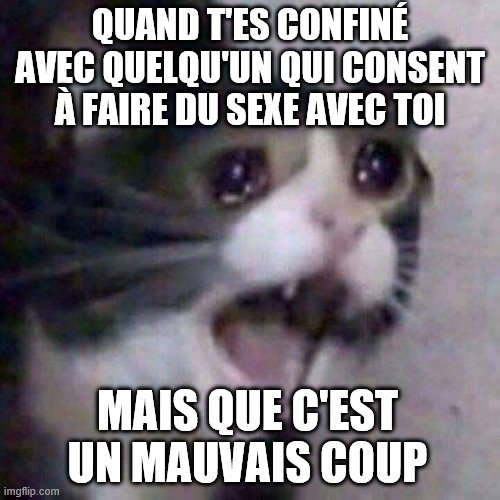 QUAND T'ES CONFINÉ
AVEC QUELQU'UN QUI CONSENT
À FAIRE DU SEXE AVEC TOI
MAIS QUE C'EST
UN MAUVAIS COUP
imgflip.com